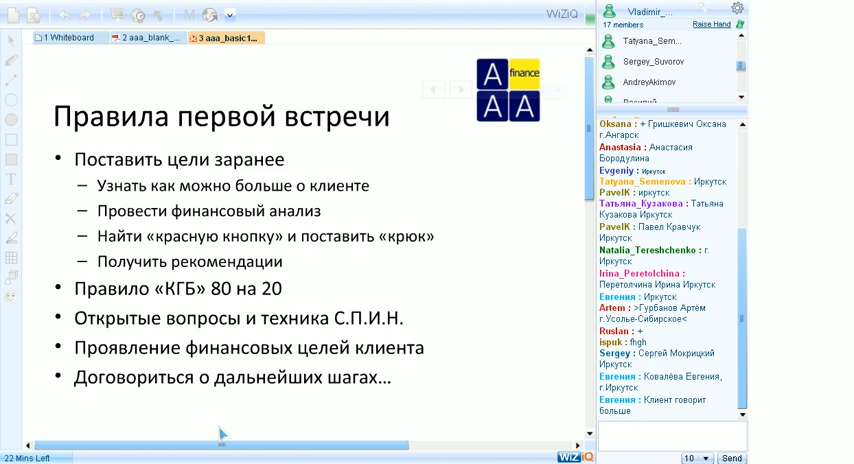 WiZiQ
1 Whiteboard
2 aaa_blank_...
3 aaa_basic1...
A finance
A A
Правила первой встречи
• Поставить цели заранее
– Узнать как можно больше о клиенте
– Провести финансовый анализ
– Найти «красную кнопку» и поставить «крюк»
– Получить рекомендации
• Правило «КГБ» 80 на 20
• Открытые вопросы и техника С.П.И.Н.
• Проявление финансовых целей клиента
• Договориться о дальнейших шагах…
22 Mins Left
WiZiQ
Vladimir_...
17 members
Raise Hand
Tatyana_Sem...
Sergey_Suvorov
AndreyAkimov
Oksana : + Гришкевич Оксана
г.Ангарск
Anastasia : Анастасия
Бородулина
Evgeniy : Иркутск
Tatyana_Semenova : Иркутск
PavelK : иркутск
Татьяна_Кузакова : Татьяна
Кузакова Иркутск
PavelK : Павел Кравчук
Иркутск
Natalia_Tereshchenko : г.
Иркутск
Irina_Peretolchina :
Перетолчина Ирина Иркутск
Евгения : Иркутск
Artem : >Гурбанов Артём
г.Усолье-Сибирское<
Ruslan : +
ispuk : fhgh
Sergey : Сергей Мокрицкий
Иркутск
Евгения : Ковалёва Евгения,
г.Иркутск
Евгения : Клиент говорит
больше
10
Send